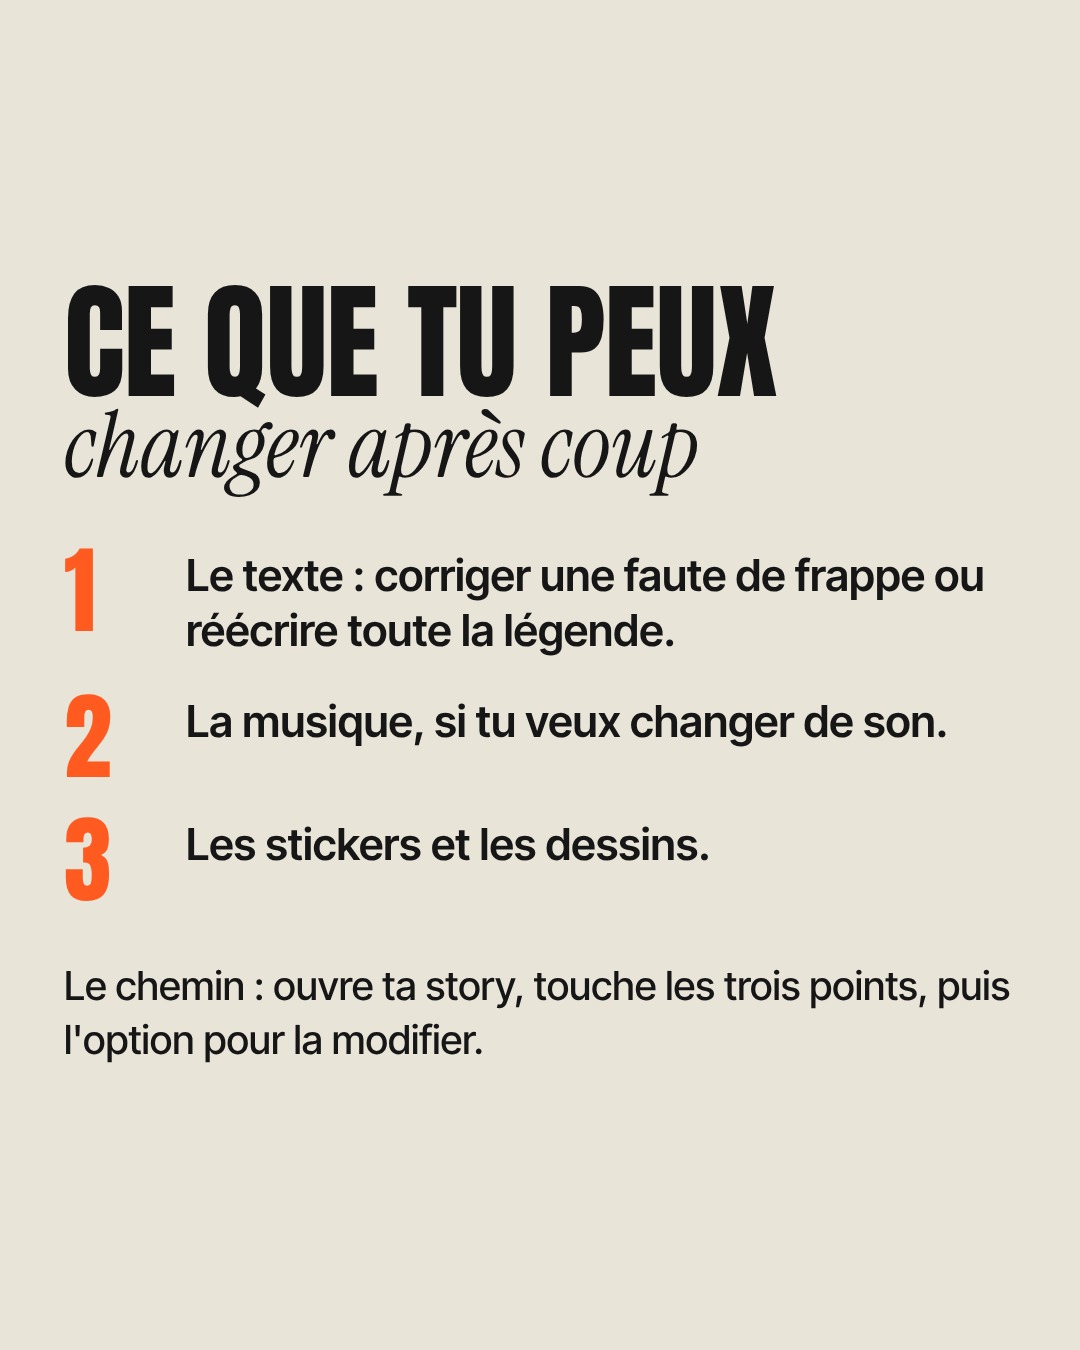 CE QUE TU PEUX
changer après coup
1 Le texte : corriger une faute de frappe ou
réécrire toute la légende.
2 La musique, si tu veux changer de son.
3 Les stickers et les dessins.
Le chemin : ouvre ta story, touche les trois points, puis
l'option pour la modifier.